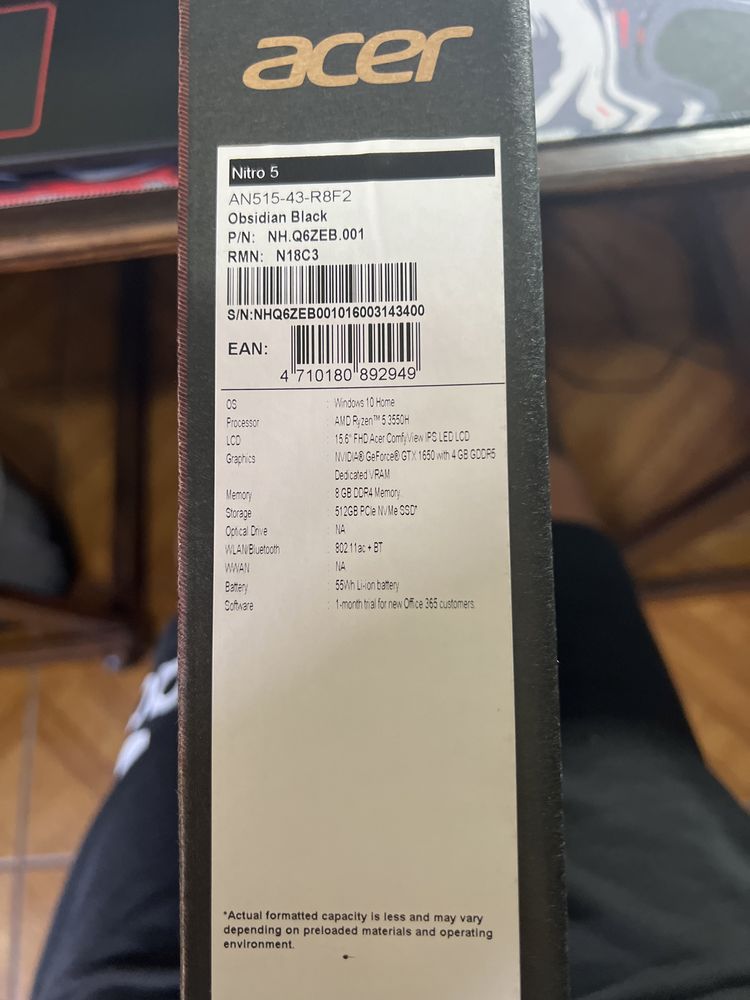 acer
Nitro 5
AN515-43-R8F2
Obsidian Black
P/N: NH.Q6ZEB.001
RMN: N18C3
S/N:NHQ6ZEB001016003143400
EAN:
4 710180 892949
OS : Windows 10 Home
Processor : AMD Ryzen™ 5 3550H
LCD : 15.6" FHD Acer ComfyView IPS LED LCD
Graphics : NVIDIA® GeForce® GTX 1650 with 4 GB GDDR5
Dedicated VRAM
Memory : 8 GB DDR4 Memory
Storage : 512GB PCIe NVMe SSD*
Optical Drive : NA
WLAN/Bluetooth : 802.11ac + BT
WWAN : NA
Battery : 55Wh Li-ion battery
Software : 1-month trial for new Office 365 customers.
*Actual formatted capacity is less and may vary
depending on preloaded materials and operating
environment.